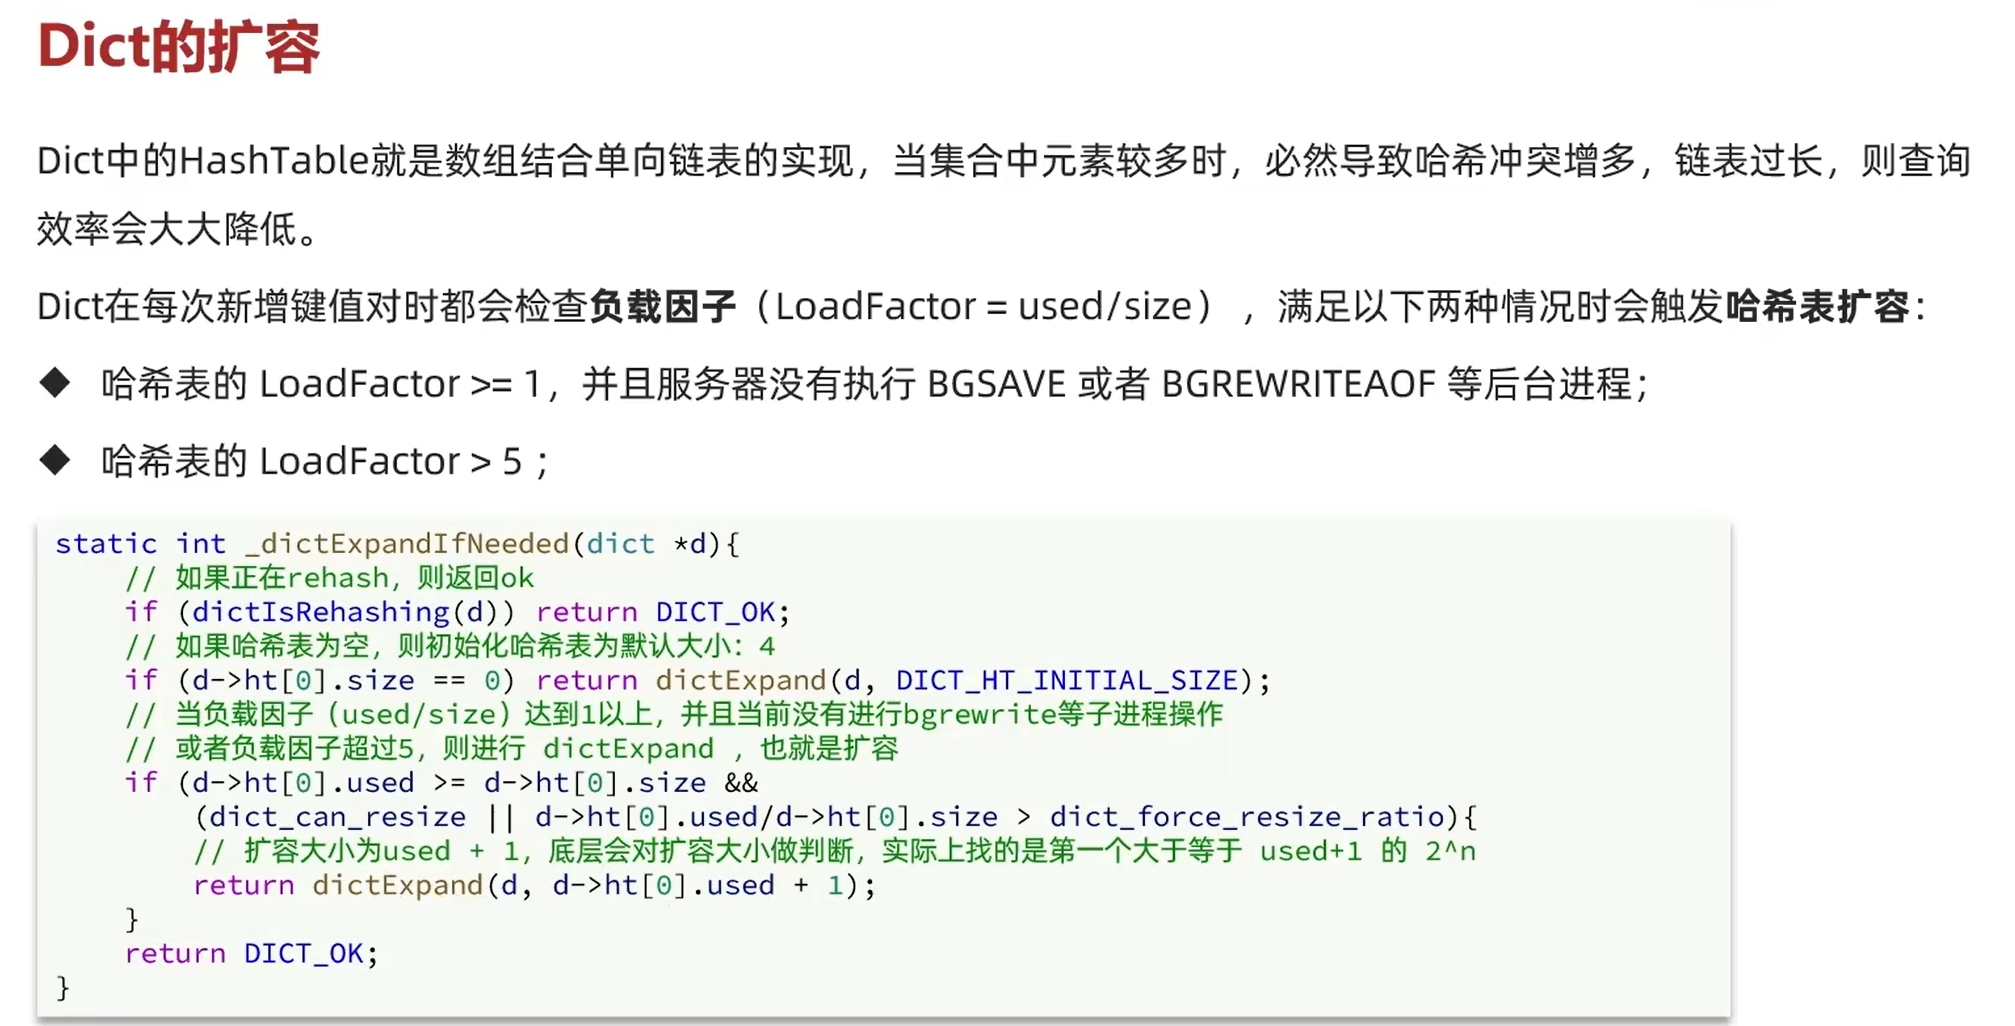 Dict的扩容
Dict中的HashTable就是数组结合单向链表的实现，当集合中元素较多时，必然导致哈希冲突增多，链表过长，则查询
效率会大大降低。
Dict在每次新增键值对时都会检查负载因子（LoadFactor = used/size），满足以下两种情况时会触发哈希表扩容：
◆ 哈希表的 LoadFactor >= 1，并且服务器没有执行 BGSAVE 或者 BGREWRITEAOF 等后台进程；
◆ 哈希表的 LoadFactor > 5 ；
static int _dictExpandIfNeeded(dict *d){
    // 如果正在rehash，则返回ok
    if (dictIsRehashing(d)) return DICT_OK;
    // 如果哈希表为空，则初始化哈希表为默认大小：4
    if (d->ht[0].size == 0) return dictExpand(d, DICT_HT_INITIAL_SIZE);
    // 当负载因子（used/size）达到1以上，并且当前没有进行bgrewrite等子进程操作
    // 或者负载因子超过5，则进行 dictExpand ，也就是扩容
    if (d->ht[0].used >= d->ht[0].size &&
        (dict_can_resize || d->ht[0].used/d->ht[0].size > dict_force_resize_ratio){
        // 扩容大小为used + 1，底层会对扩容大小做判断，实际上找的是第一个大于等于 used+1 的 2^n
        return dictExpand(d, d->ht[0].used + 1);
    }
    return DICT_OK;
}